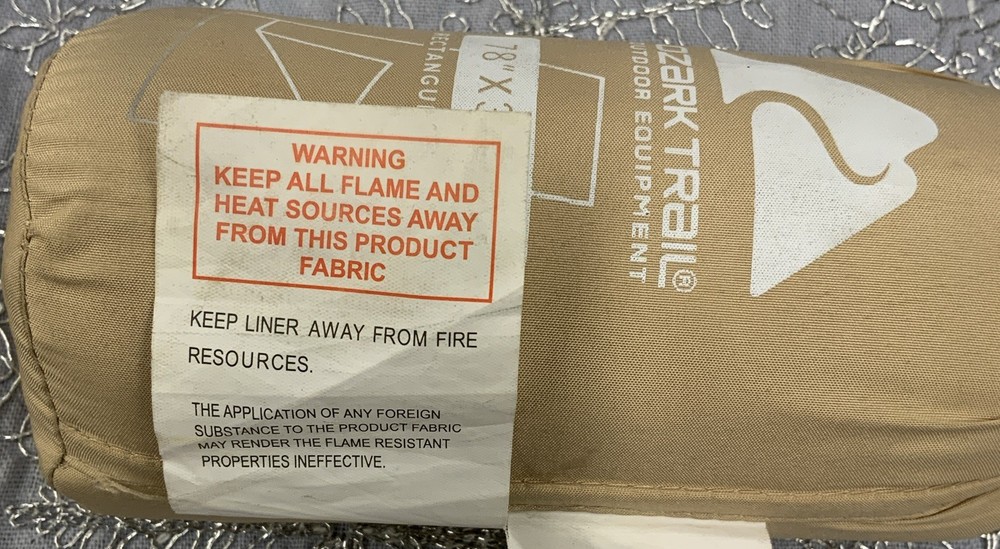 WARNING
KEEP ALL FLAME AND
HEAT SOURCES AWAY
FROM THIS PRODUCT
FABRIC
KEEP LINER AWAY FROM FIRE
RESOURCES.
THE APPLICATION OF ANY FOREIGN
SUBSTANCE TO THE PRODUCT FABRIC
MAY RENDER THE FLAME RESISTANT
PROPERTIES INEFFECTIVE.
78" X 3
OZARK TRAIL®
OUTDOOR EQUIPMENT